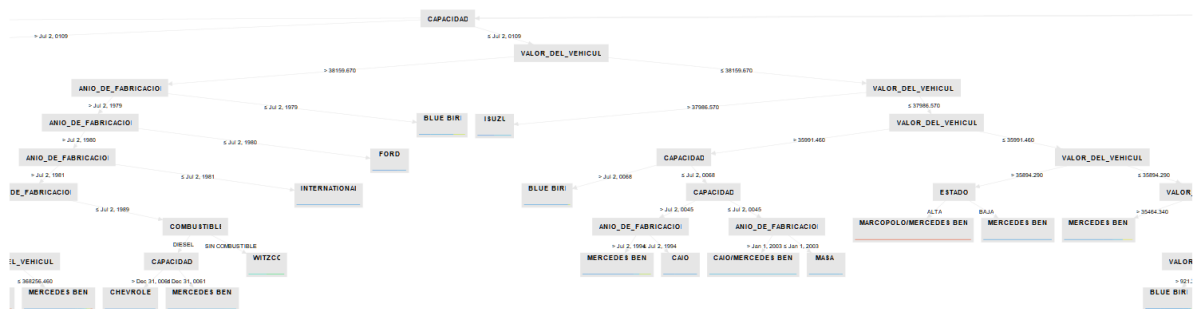 CAPACIDAD
> Jul 2, 0109
≤ Jul 2, 0109
VALOR_DEL_VEHICUL
> 38159.670
≤ 38159.670
ANIO_DE_FABRICACIO
VALOR_DEL_VEHICUL
> Jul 2, 1979
≤ Jul 2, 1979
> 37986.570
≤ 37986.570
ANIO_DE_FABRICACIO
BLUE BIRI
ISUZU
VALOR_DEL_VEHICUL
> Jul 2, 1980
≤ Jul 2, 1980
> 35991.460
≤ 35991.460
ANIO_DE_FABRICACIO
FORD
CAPACIDAD
VALOR_DEL_VEHICUL
> Jul 2, 1981
≤ Jul 2, 1981
> Jul 2, 0068
≤ Jul 2, 0068
> 35894.290
≤ 35894.290
DE_FABRICACIO
INTERNATIONAL
BLUE BIRI
CAPACIDAD
ESTADO
VALOR_
≤ Jul 2, 1989
> Jul 2, 0045
≤ Jul 2, 0045
ALTA
BAJA
> 35464.340
COMBUSTIBLE
ANIO_DE_FABRICACIO
ANIO_DE_FABRICACIO
MARCOPOLO/MERCEDES BEN
MERCEDES BEN
MERCEDES BEN
DIESEL
SIN COMBUSTIBLE
> Jul 2, 1994
≤ Jul 2, 1994
> Jan 1, 2003
≤ Jan 1, 2003
EL_VEHICUL
CAPACIDAD
WITZCO
MERCEDES BEN
CAIO
CAIO/MERCEDES BEN
MASA
VALOR
≤ 368256.460
> Dec 31, 0061
≤ Dec 31, 0061
> 921.
MERCEDES BEN
CHEVROLE
MERCEDES BEN
BLUE BIRI